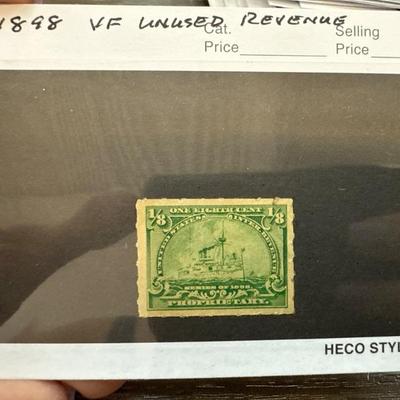 1898 VF UNUSED REVENUE
Cat. Selling
Price Price
ONE EIGHTH CENT
1/8 1/8
UNITED STATES INTER. REVENUE
SERIES OF 1898.
PROPRIETARY.
HECO STYL